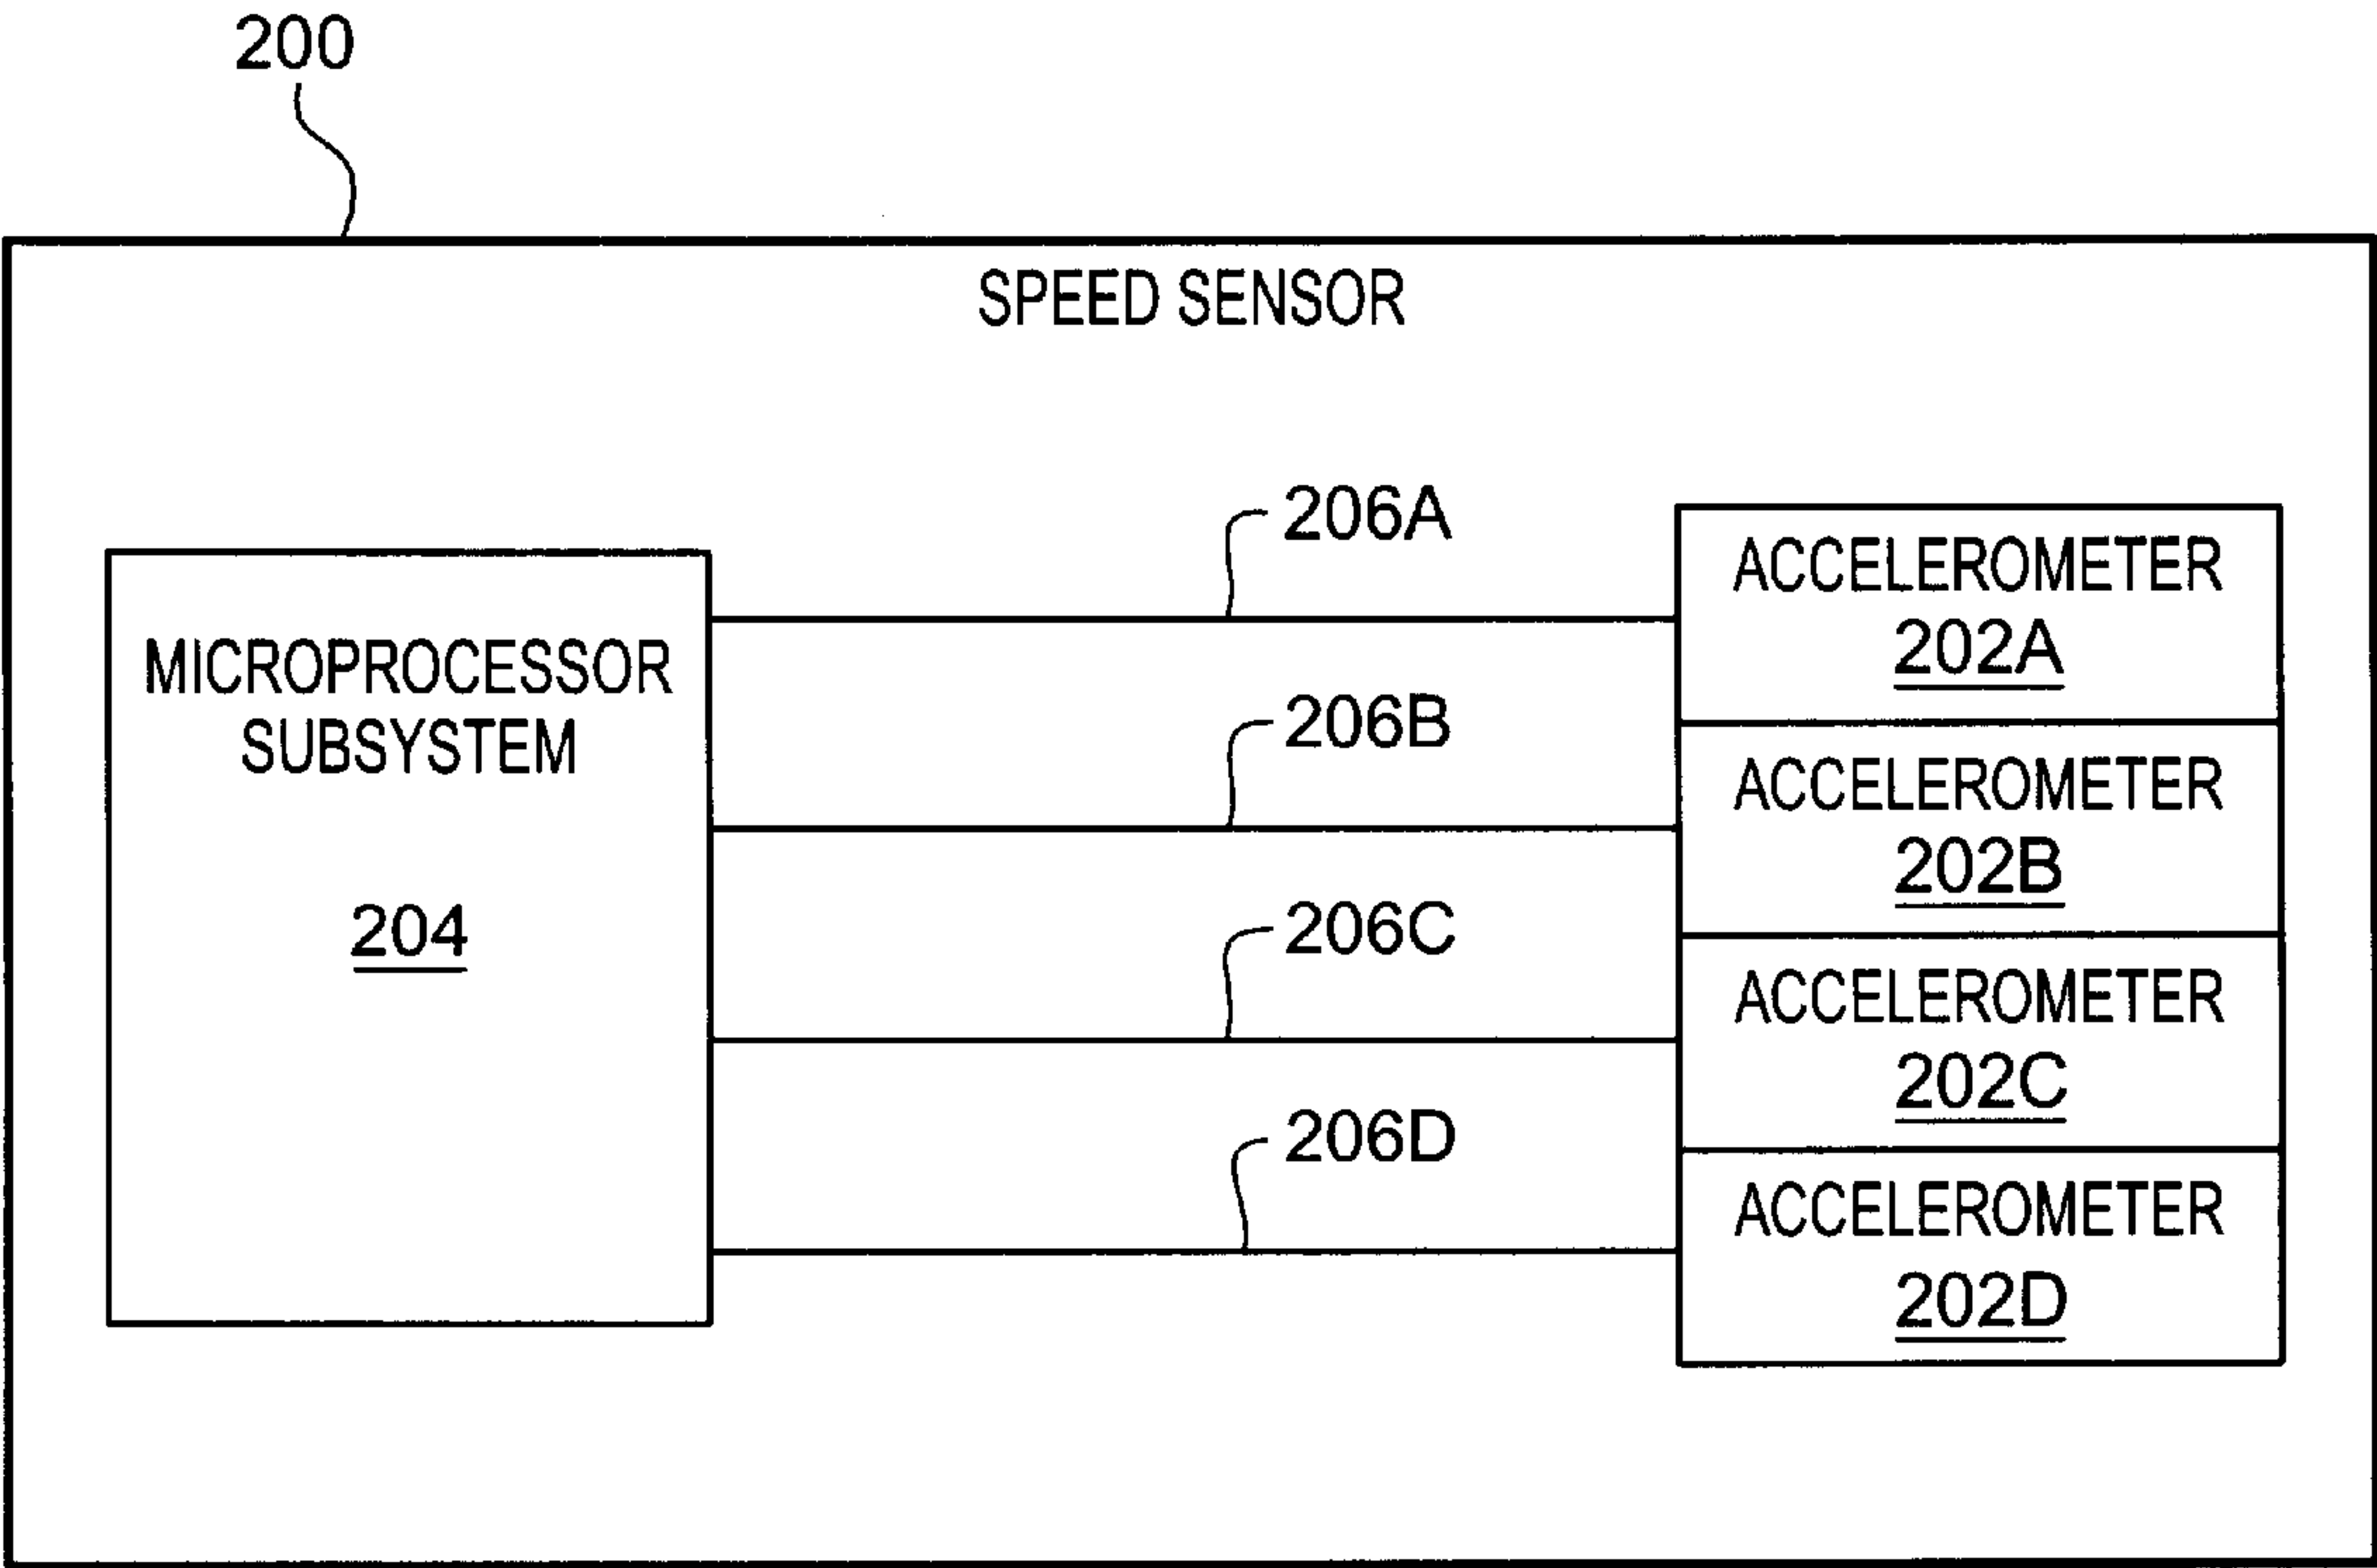 200
SPEED SENSOR
MICROPROCESSOR
SUBSYSTEM
204
206A
206B
206C
206D
ACCELEROMETER
202A
ACCELEROMETER
202B
ACCELEROMETER
202C
ACCELEROMETER
202D